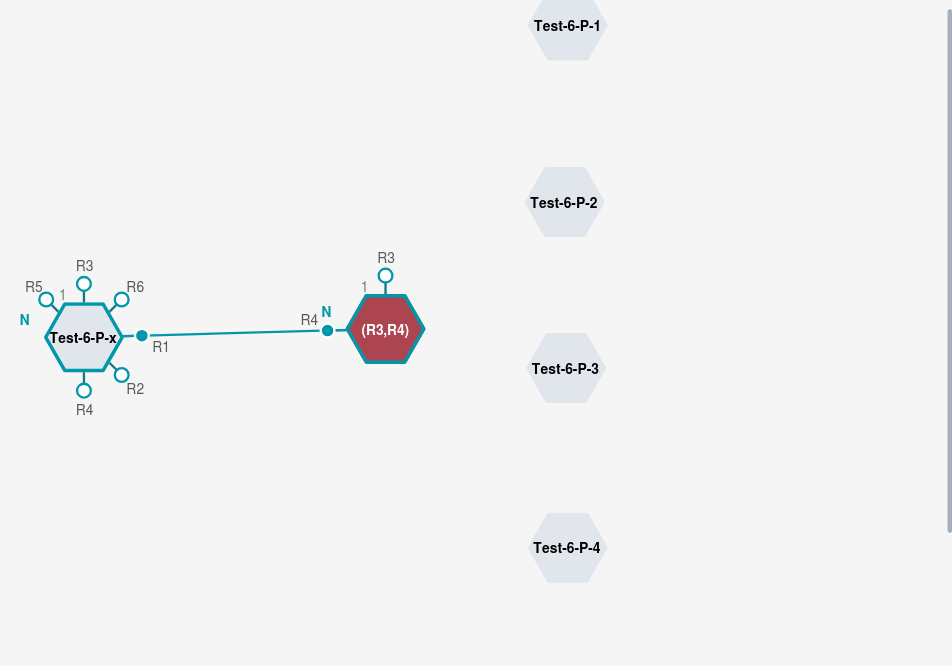 Test-6-P-1
Test-6-P-2
R3
R3
R5
1
R6
1
N
N
R4
(R3,R4)
Test-6-P-x
R1
Test-6-P-3
R2
R4
Test-6-P-4